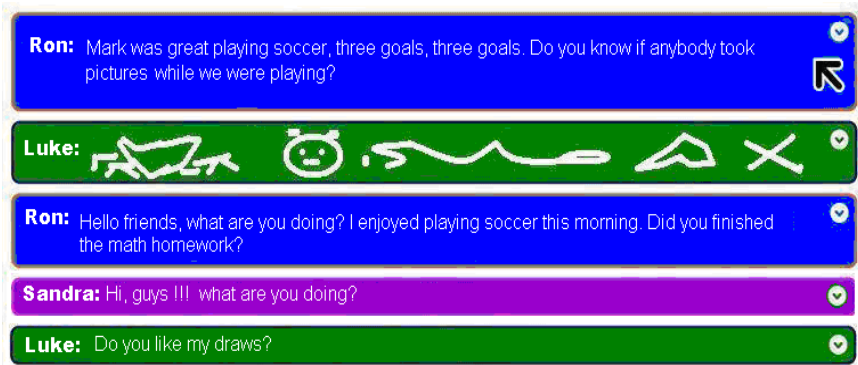 Ron: Mark was great playing soccer, three goals, three goals. Do you know if anybody took
pictures while we were playing?
Luke:
Ron: Hello friends, what are you doing? I enjoyed playing soccer this morning. Did you finished
the math homework?
Sandra: Hi, guys !!! what are you doing?
Luke: Do you like my draws?